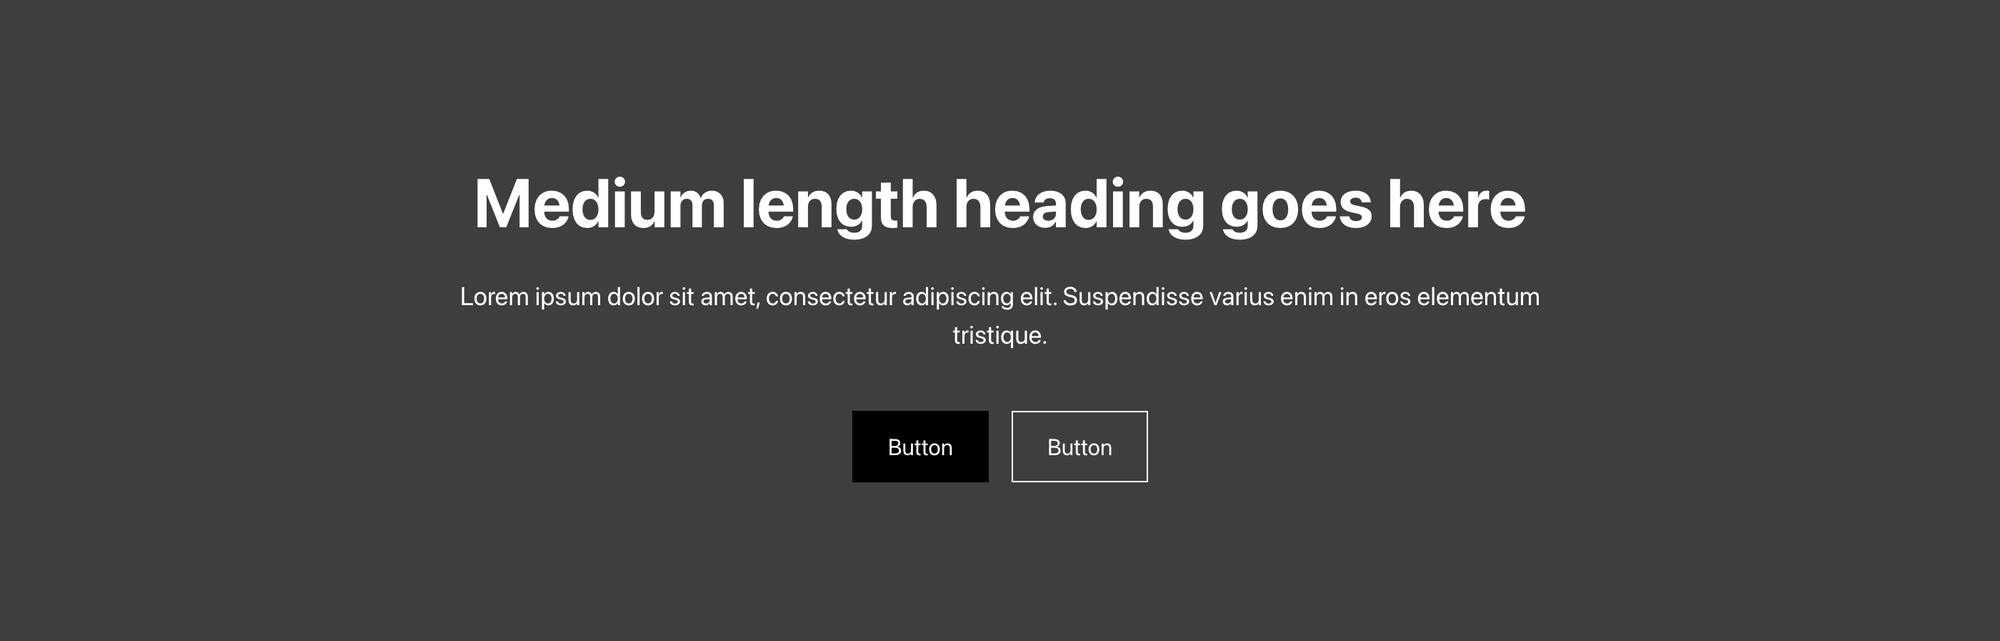 Medium length heading goes here
Lorem ipsum dolor sit amet, consectetur adipiscing elit. Suspendisse varius enim in eros elementum
tristique.
Button
Button